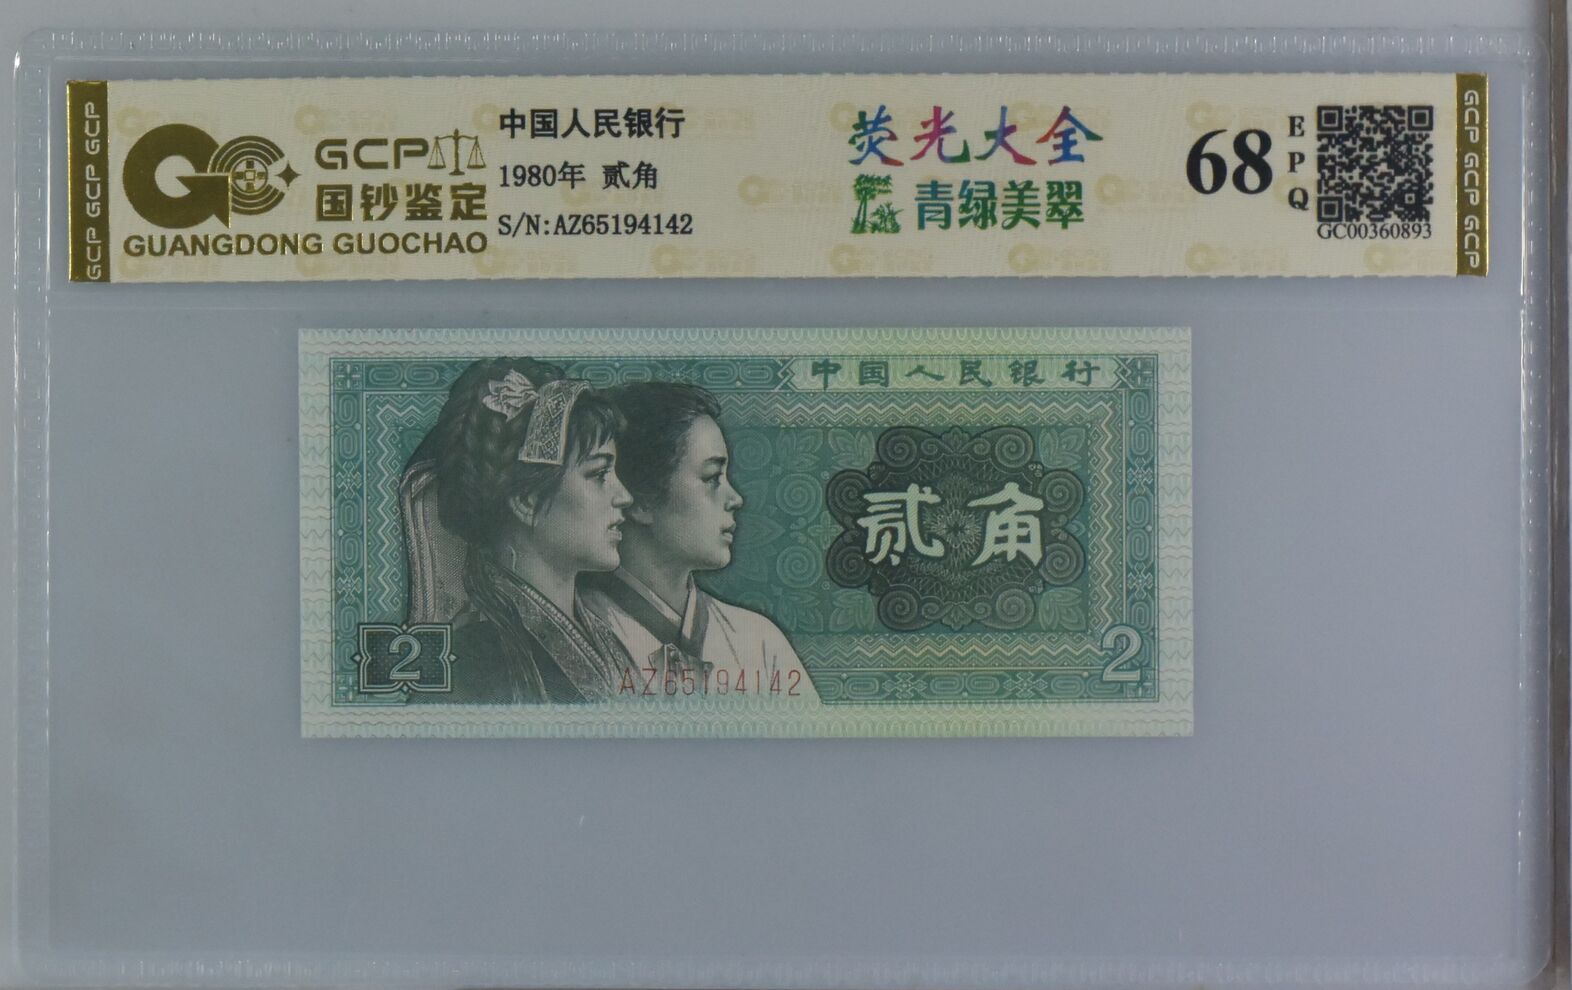 GCP GCP GCP
GCP
国钞鉴定
GUANGDONG GUOCHAO
中国人民银行
1980年 贰角
S/N:AZ65194142
荧光大全
青绿美翠
68
EPQ
GC00360893
GCP GCP GCP
中国人民银行
贰角
2
AZ65194142
2